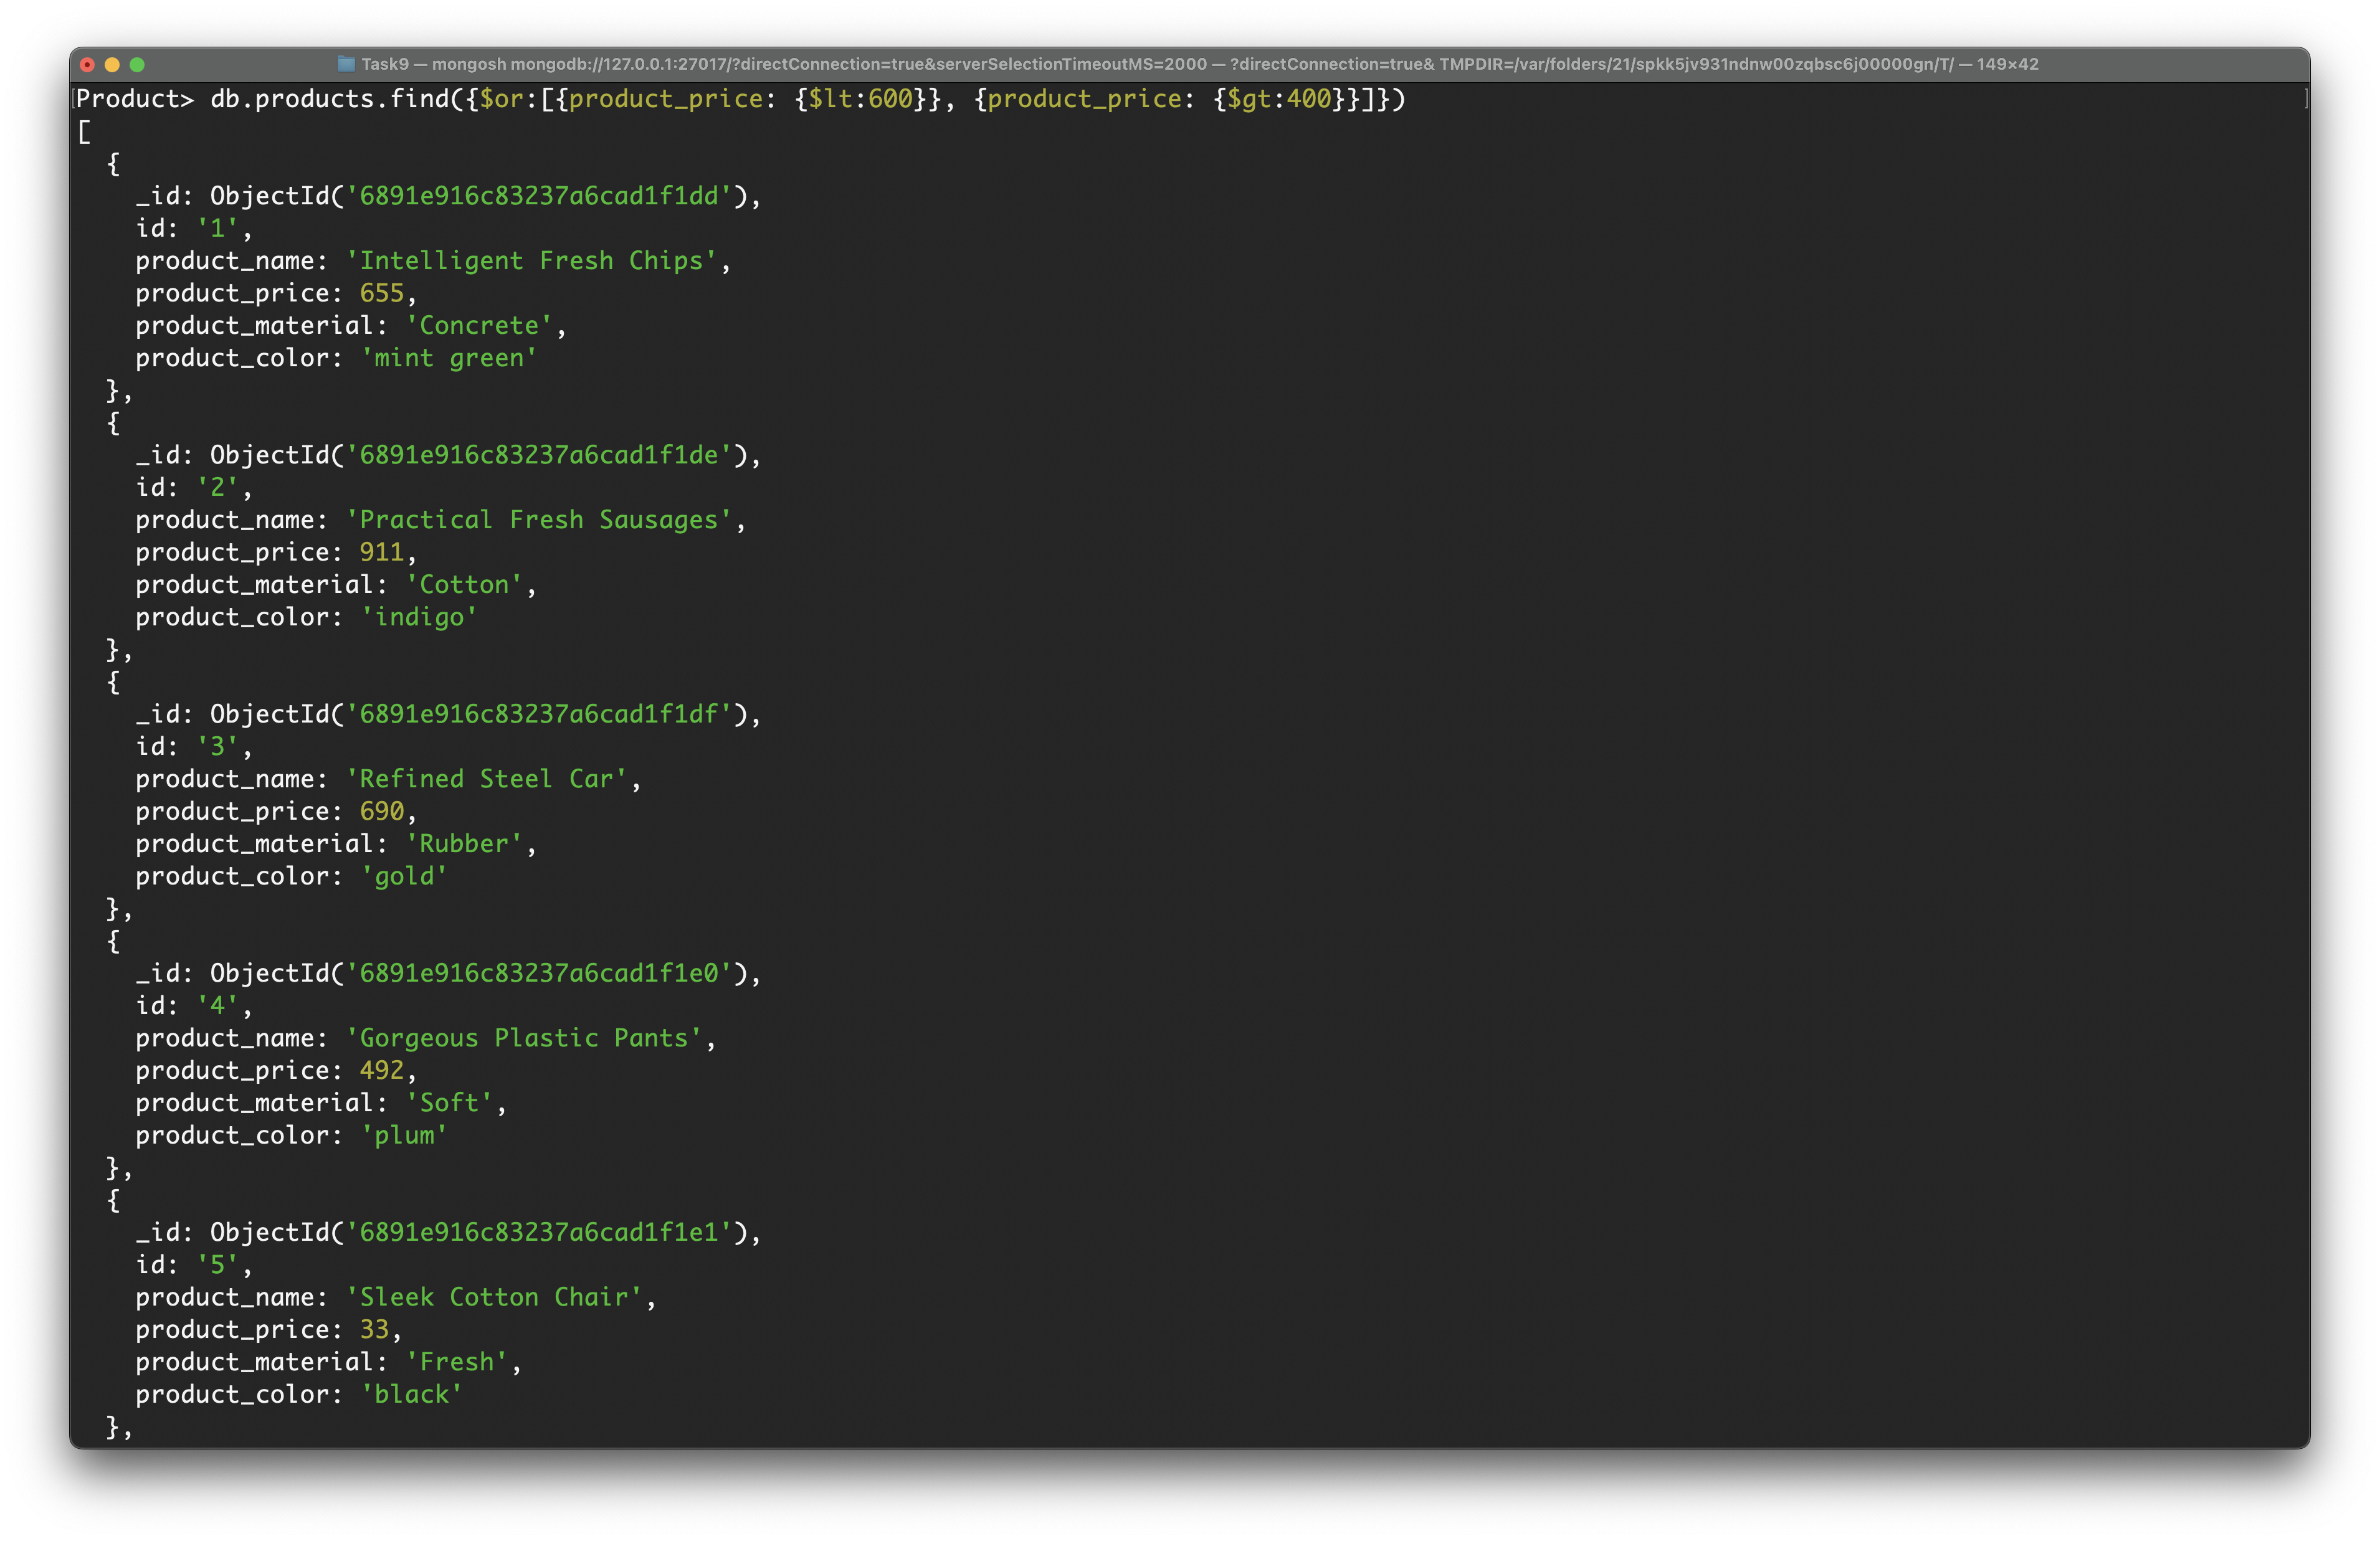 Task9 — mongosh mongodb://127.0.0.1:27017/?directConnection=true&serverSelectionTimeoutMS=2000 — ?directConnection=true& TMPDIR=/var/folders/21/spkk5jv931ndnw00zqbsc6j00000gn/T/ — 149×42
[Product> db.products.find({$or:[{product_price: {$lt:600}}, {product_price: {$gt:400}}]}) ]
[
  {
    _id: ObjectId('6891e916c83237a6cad1f1dd'),
    id: '1',
    product_name: 'Intelligent Fresh Chips',
    product_price: 655,
    product_material: 'Concrete',
    product_color: 'mint green'
  },
  {
    _id: ObjectId('6891e916c83237a6cad1f1de'),
    id: '2',
    product_name: 'Practical Fresh Sausages',
    product_price: 911,
    product_material: 'Cotton',
    product_color: 'indigo'
  },
  {
    _id: ObjectId('6891e916c83237a6cad1f1df'),
    id: '3',
    product_name: 'Refined Steel Car',
    product_price: 690,
    product_material: 'Rubber',
    product_color: 'gold'
  },
  {
    _id: ObjectId('6891e916c83237a6cad1f1e0'),
    id: '4',
    product_name: 'Gorgeous Plastic Pants',
    product_price: 492,
    product_material: 'Soft',
    product_color: 'plum'
  },
  {
    _id: ObjectId('6891e916c83237a6cad1f1e1'),
    id: '5',
    product_name: 'Sleek Cotton Chair',
    product_price: 33,
    product_material: 'Fresh',
    product_color: 'black'
  },